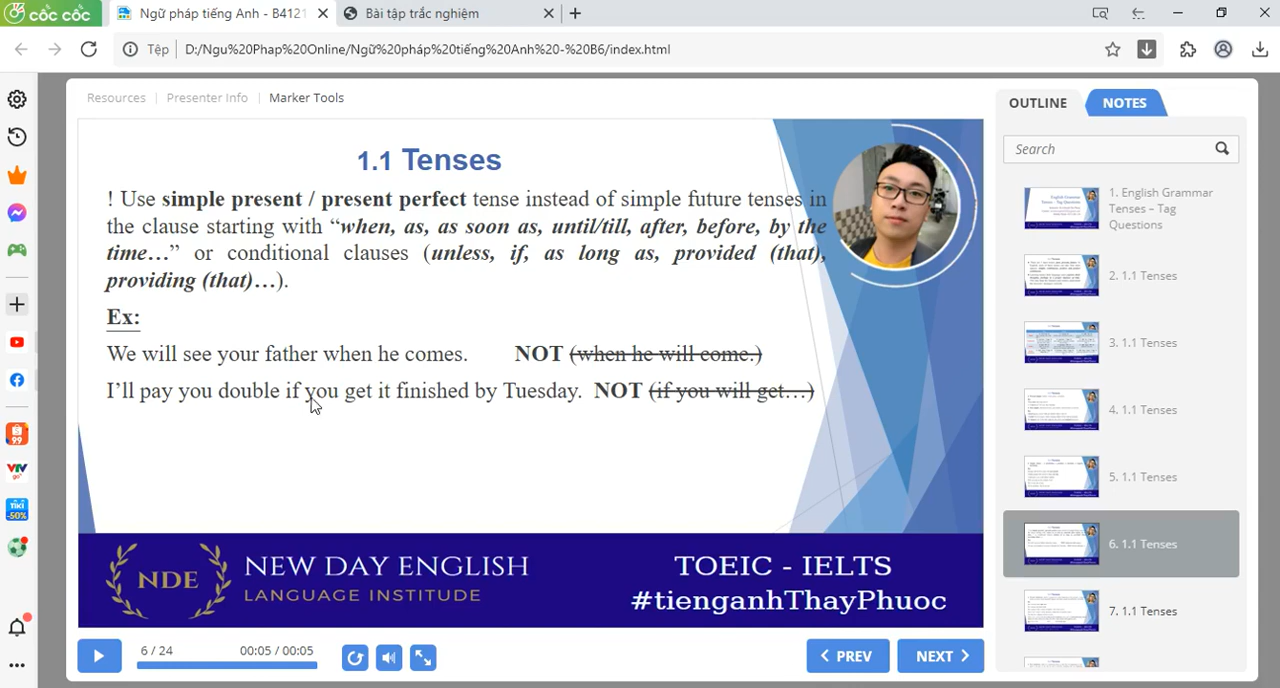 cốc cốc
Ngữ pháp tiếng Anh - B4121
Bài tập trắc nghiệm
Tệp
D:/Ngu%20Phap%20Online/Ngữ%20pháp%20tiếng%20Anh%20-%20B6/index.html
Resources | Presenter Info | Marker Tools
1.1 Tenses
! Use simple present / present perfect tense instead of simple future tenses in
the clause starting with “when, as, as soon as, until/till, after, before, by the
time…” or conditional clauses (unless, if, as long as, provided (that),
providing (that)…).
Ex:
We will see your father when he comes. NOT (when he will come.)
I’ll pay you double if you get it finished by Tuesday. NOT (if you will get…)
NDE
NEW DAY ENGLISH
LANGUAGE INSTITUDE
TOEIC - IELTS
#tienganhThayPhuoc
6 / 24
00:05 / 00:05
PREV
NEXT
OUTLINE
NOTES
Search
1. English Grammar
Tenses – Tag
Questions
2. 1.1 Tenses
3. 1.1 Tenses
4. 1.1 Tenses
5. 1.1 Tenses
6. 1.1 Tenses
7. 1.1 Tenses
99
VTV
go
TIKI
-50%